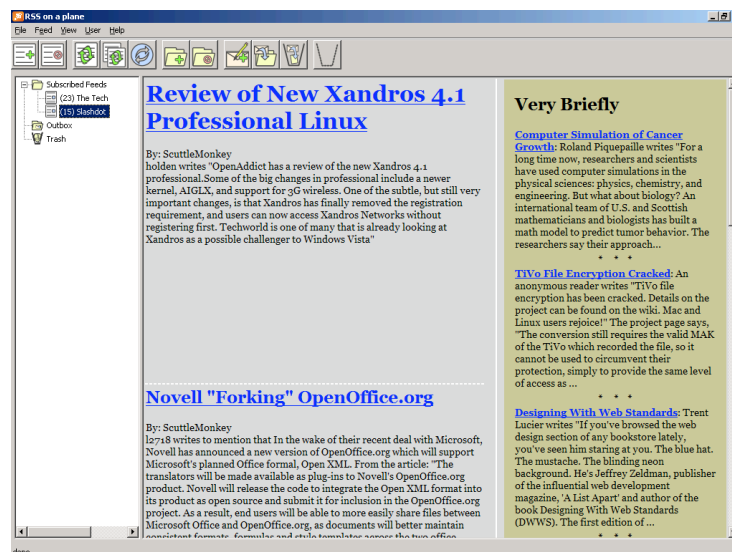 RSS on a plane
File Feed View User Help
Subscribed Feeds
(23) The Tech
(15) Slashdot
Outbox
Trash
Review of New Xandros 4.1
Professional Linux
By: ScuttleMonkey
holden writes "OpenAddict has a review of the new Xandros 4.1
professional.Some of the big changes in professional include a newer
kernel, AIGLX, and support for 3G wireless. One of the subtle, but still very
important changes, is that Xandros has finally removed the registration
requirement, and users can now access Xandros Networks without
registering first. Techworld is one of many that is already looking at
Xandros as a possible challenger to Windows Vista"
Novell "Forking" OpenOffice.org
By: ScuttleMonkey
l2718 writes to mention that In the wake of their recent deal with Microsoft,
Novell has announced a new version of OpenOffice.org which will support
Microsoft's planned Office formal, Open XML. From the article: "The
translators will be made available as plug-ins to Novell's OpenOffice.org
product. Novell will release the code to integrate the Open XML format into
its product as open source and submit it for inclusion in the OpenOffice.org
project. As a result, end users will be able to more easily share files between
Microsoft Office and OpenOffice.org, as documents will better maintain
consistent formats, formulas and style templates across the two office
Very Briefly
Computer Simulation of Cancer
Growth: Roland Piquepaille writes "For a
long time now, researchers and scientists
have used computer simulations in the
physical sciences: physics, chemistry, and
engineering. But what about biology? An
international team of U.S. and Scottish
mathematicians and biologists has built a
math model to predict tumor behavior. The
researchers say their approach...
* * *
TiVo File Encryption Cracked: An
anonymous reader writes "TiVo file
encryption has been cracked. Details on the
project can be found on the wiki. Mac and
Linux users rejoice!" The project page says,
"The conversion still requires the valid MAK
of the TiVo which recorded the file, so it
cannot be used to circumvent their
protection, simply to provide the same level
of access as ...
* * *
Designing With Web Standards: Trent
Lucier writes "If you've browsed the web
design section of any bookstore lately,
you've seen him staring at you. The blue hat.
The mustache. The blinding neon
background. He's Jeffrey Zeldman, publisher
of the influential web development
magazine, 'A List Apart' and author of the
book Designing With Web Standards
(DWWS). The first edition of ...
* * *
done